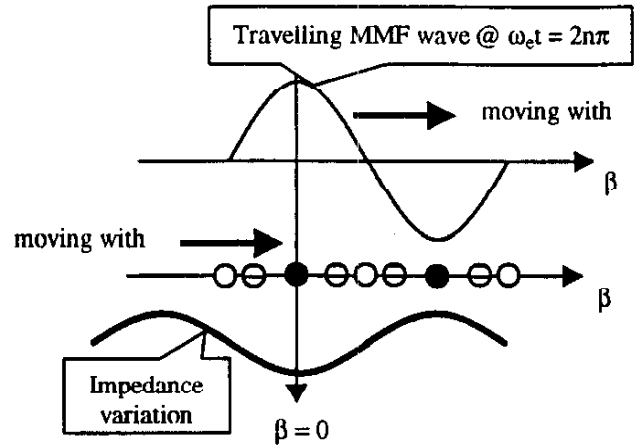 Travelling MMF wave @ ωₑt = 2nπ
moving with
β
moving with
β
Impedance
variation
β = 0